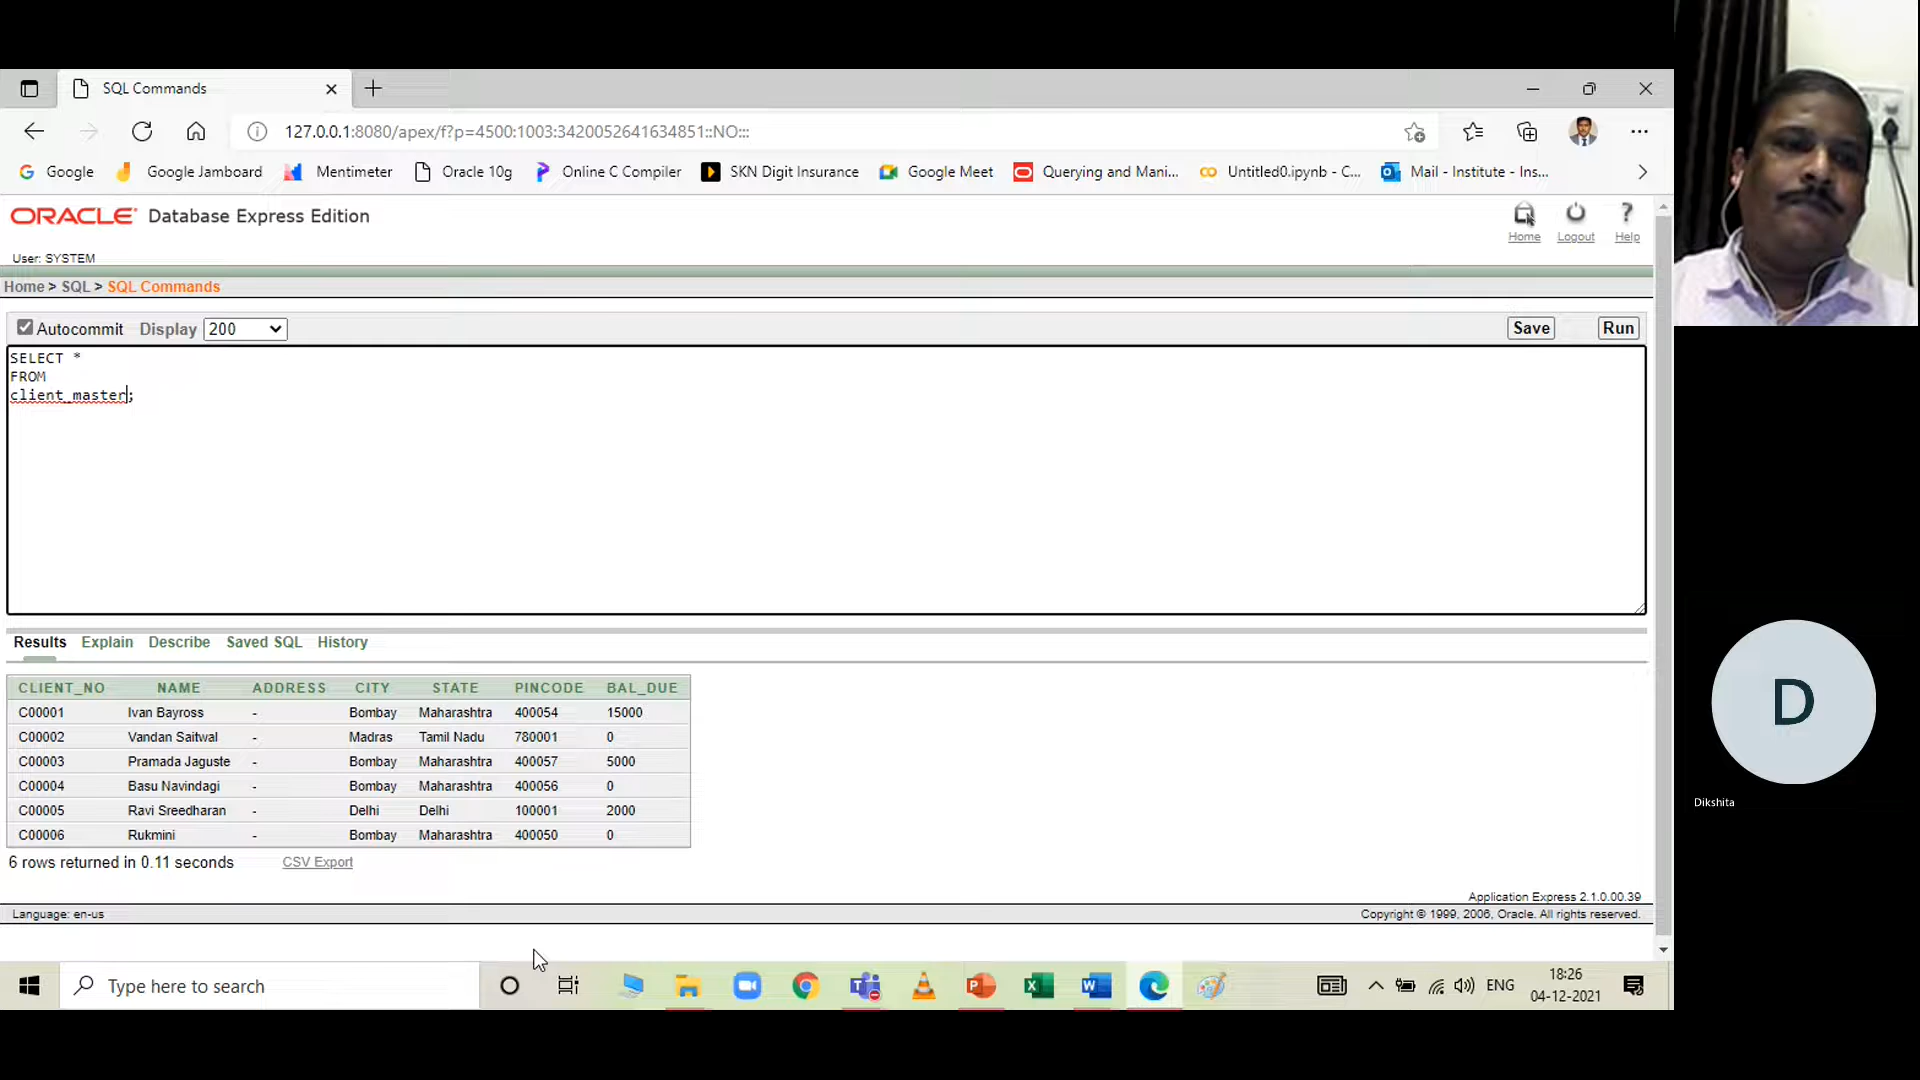 SQL Commands
127.0.0.1:8080/apex/f?p=4500:1003:3420052641634851::NO:::
Google
Google Jamboard
Mentimeter
Oracle 10g
Online C Compiler
SKN Digit Insurance
Google Meet
Querying and Mani...
Untitled0.ipynb - C...
Mail - Institute - Ins...
ORACLE Database Express Edition
Home Logout Help
User: SYSTEM
Home > SQL > SQL Commands
Autocommit Display 200
Save Run
SELECT *
FROM
client_master;
Results Explain Describe Saved SQL History
CLIENT_NO NAME ADDRESS CITY STATE PINCODE BAL_DUE
C00001 Ivan Bayross - Bombay Maharashtra 400054 15000
C00002 Vandan Saitwal - Madras Tamil Nadu 780001 0
C00003 Pramada Jaguste - Bombay Maharashtra 400057 5000
C00004 Basu Navindagi - Bombay Maharashtra 400056 0
C00005 Ravi Sreedharan - Delhi Delhi 100001 2000
C00006 Rukmini - Bombay Maharashtra 400050 0
6 rows returned in 0.11 seconds CSV Export
Application Express 2.1.0.00.39
Language: en-us Copyright © 1999, 2006, Oracle. All rights reserved.
Type here to search
ENG
18:26
04-12-2021
D
Dikshita